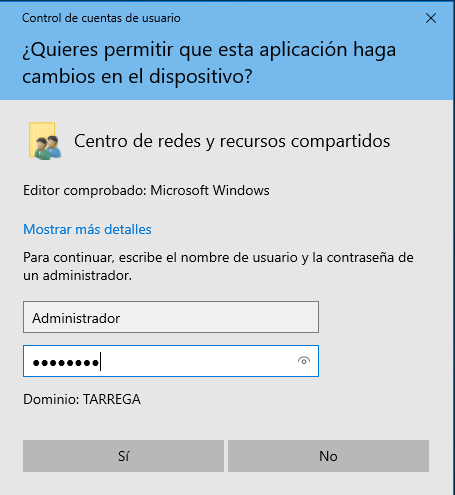 Control de cuentas de usuario
¿Quieres permitir que esta aplicación haga
cambios en el dispositivo?
Centro de redes y recursos compartidos
Editor comprobado: Microsoft Windows
Mostrar más detalles
Para continuar, escribe el nombre de usuario y la contraseña de
un administrador.
Administrador
●●●●●●●●
Dominio: TARREGA
Sí
No